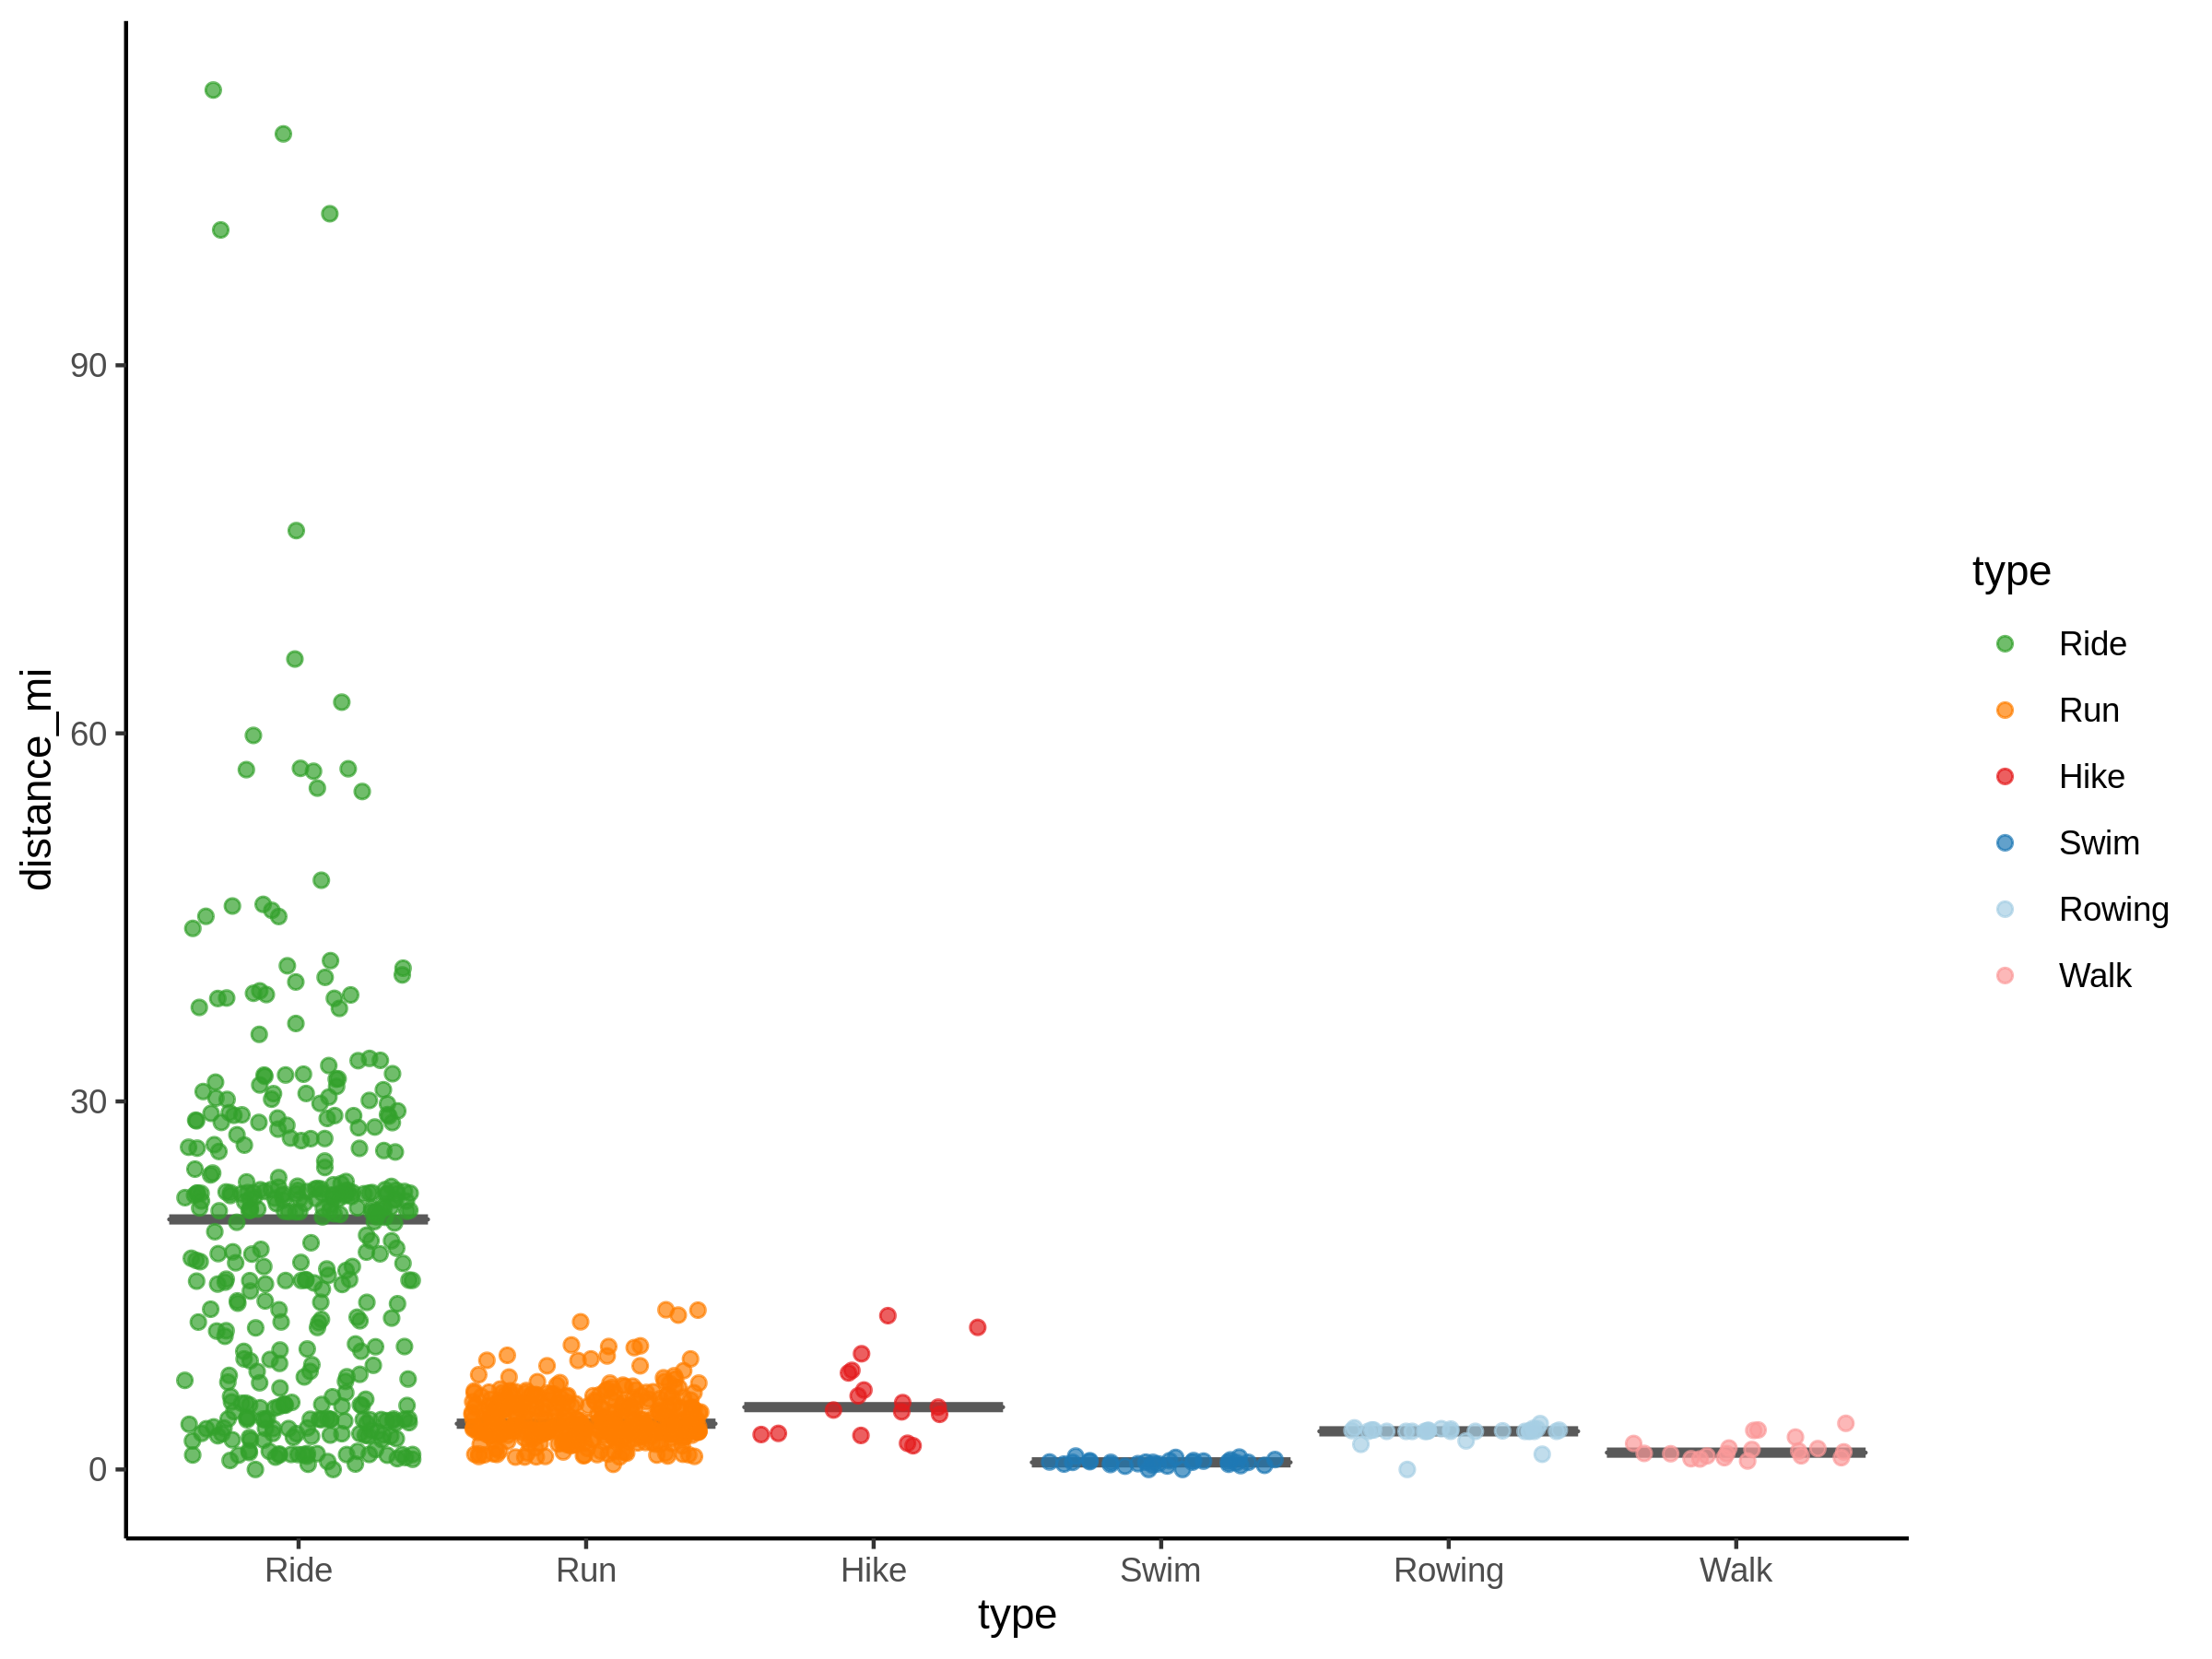 distance_mi
90
60
30
0
Ride
Run
Hike
Swim
Rowing
Walk
type
type
Ride
Run
Hike
Swim
Rowing
Walk